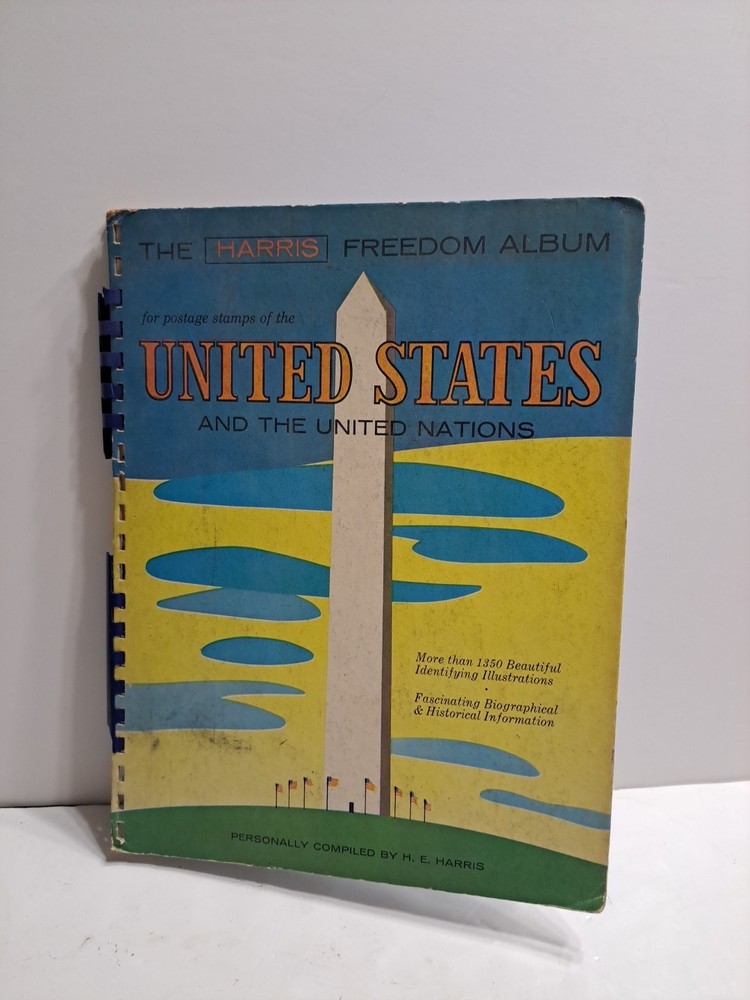 THE HARRIS FREEDOM ALBUM
for postage stamps of the
UNITED STATES
AND THE UNITED NATIONS
More than 1350 Beautiful
Identifying Illustrations
·
Fascinating Biographical
& Historical Information
PERSONALLY COMPILED BY H. E. HARRIS